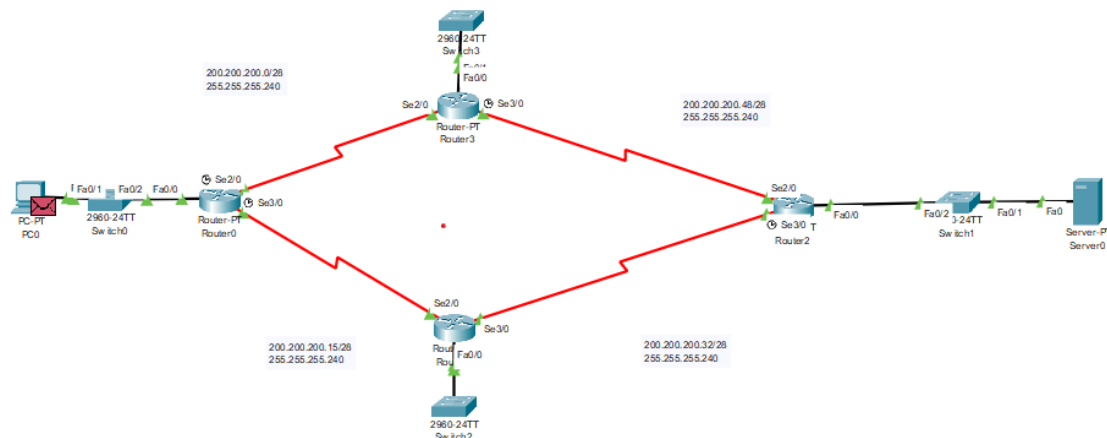 2960-24TT
Switch3
Fa0/0
200.200.200.0/28
255.255.255.240
Se2/0
Se3/0
Router-PT
Router3
200.200.200.48/28
255.255.255.240
Fa0/1
Fa0/2
Fa0/0
Se2/0
Se3/0
PC-PT
PC0
2960-24TT
Switch0
Router-PT
Router0
Se2/0
Se3/0
Router2
Fa0/0
Fa0/2
Fa0/1
Fa0
-24TT
Switch1
Server-P
Server0
Se2/0
Se3/0
Fa0/0
200.200.200.15/28
255.255.255.240
200.200.200.32/28
255.255.255.240
2960-24TT
Switch2